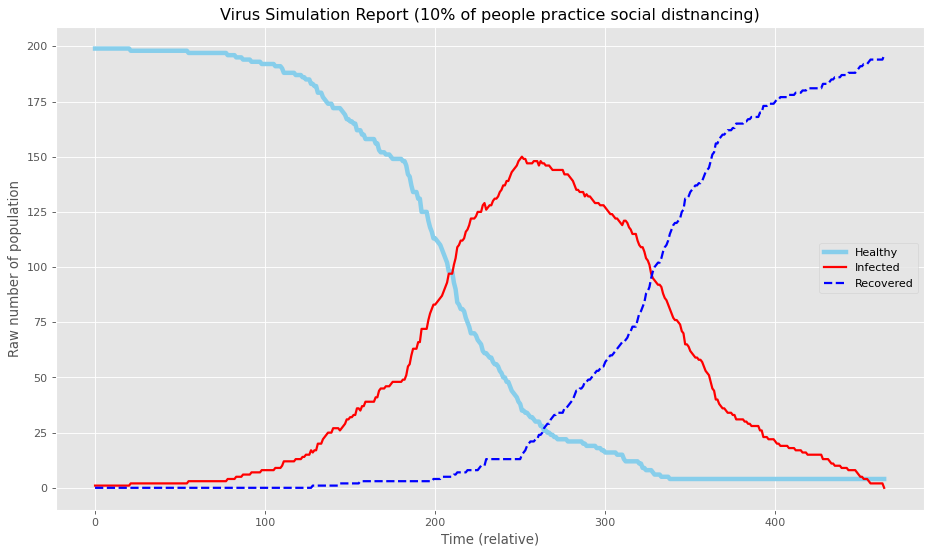 Virus Simulation Report (10% of people practice social distnancing)
Raw number of population
200
175
150
125
100
75
50
25
0
Healthy
Infected
Recovered
0 100 200 300 400
Time (relative)